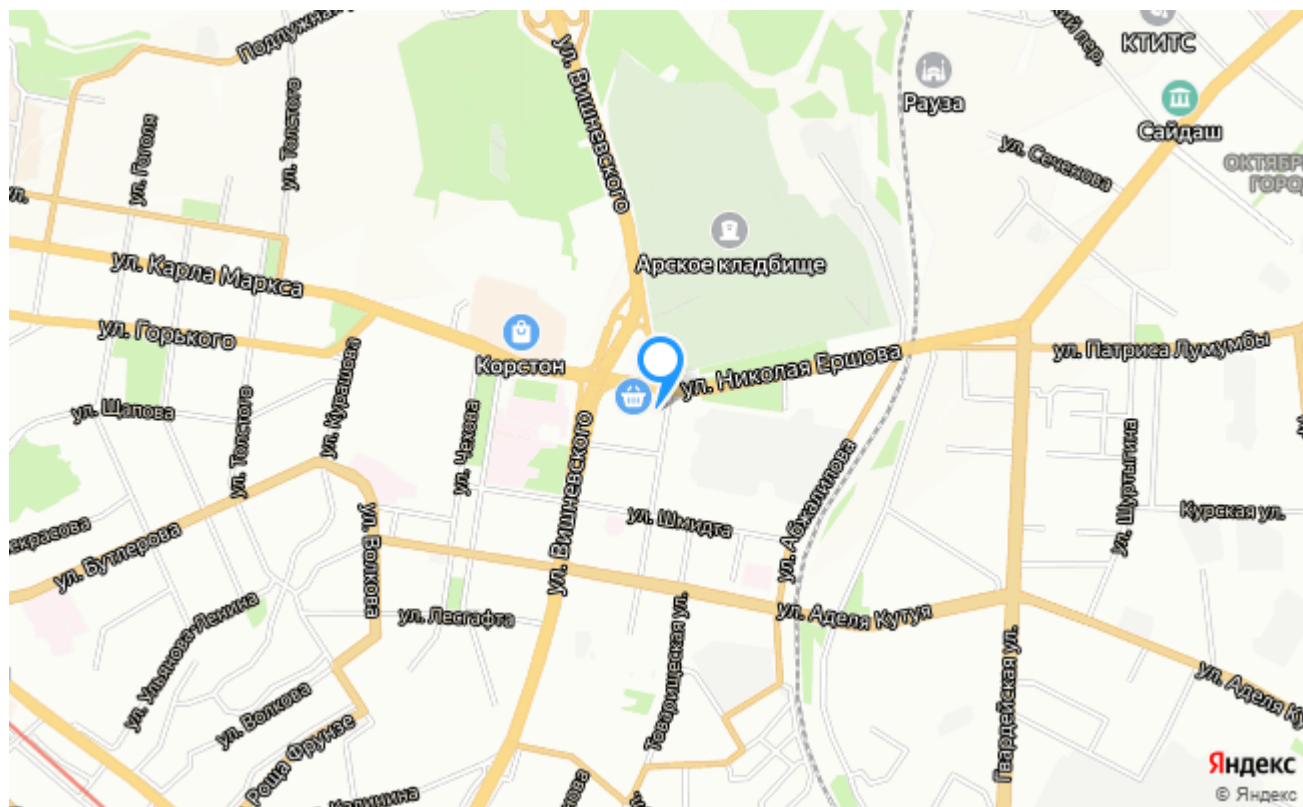 Подлужная
ул. Вишневского
КТИТС
ул. Толстого
ул. Гоголя
Рауза
Сайдаш
ул. Сеченова
ул.
Арское кладбище
ул. Карла Маркса
ул. Горького
ул. Патриса Лумумбы
Корстон
ул. Николая Ершова
ул. Курашова
ул. Щапова
ул. Толстого
ул. Чехова
ул. Вишневского
ул. Абжалилова
ул. Шуртыгина
Курская ул.
ул. Шмидта
ул. Бутлерова
ул. Волкова
ул. Ульянова-Ленина
ул. Лесгафта
ул. Аделя Кутуя
Товарищеская ул.
Гвардейская ул.
ул. Аделя Ку
ул. Волкова
Роща Фрунзе
Калинина
Яндекс
© Яндекс